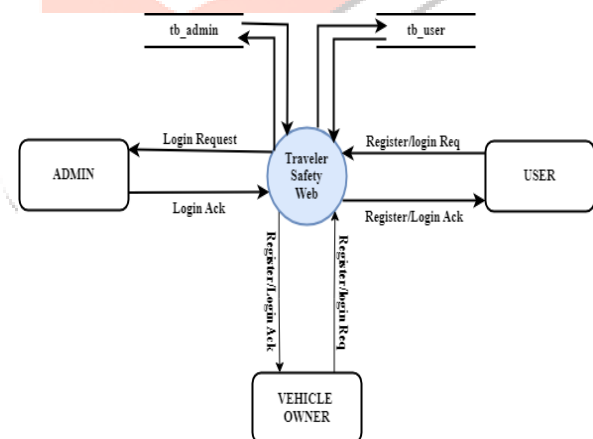 tb_admin
tb_user
Login Request
Register/login Req
ADMIN
Traveler
Safety
Web
USER
Login Ack
Register/Login Ack
Register/Login Ack
Register/login Req
VEHICLE
OWNER